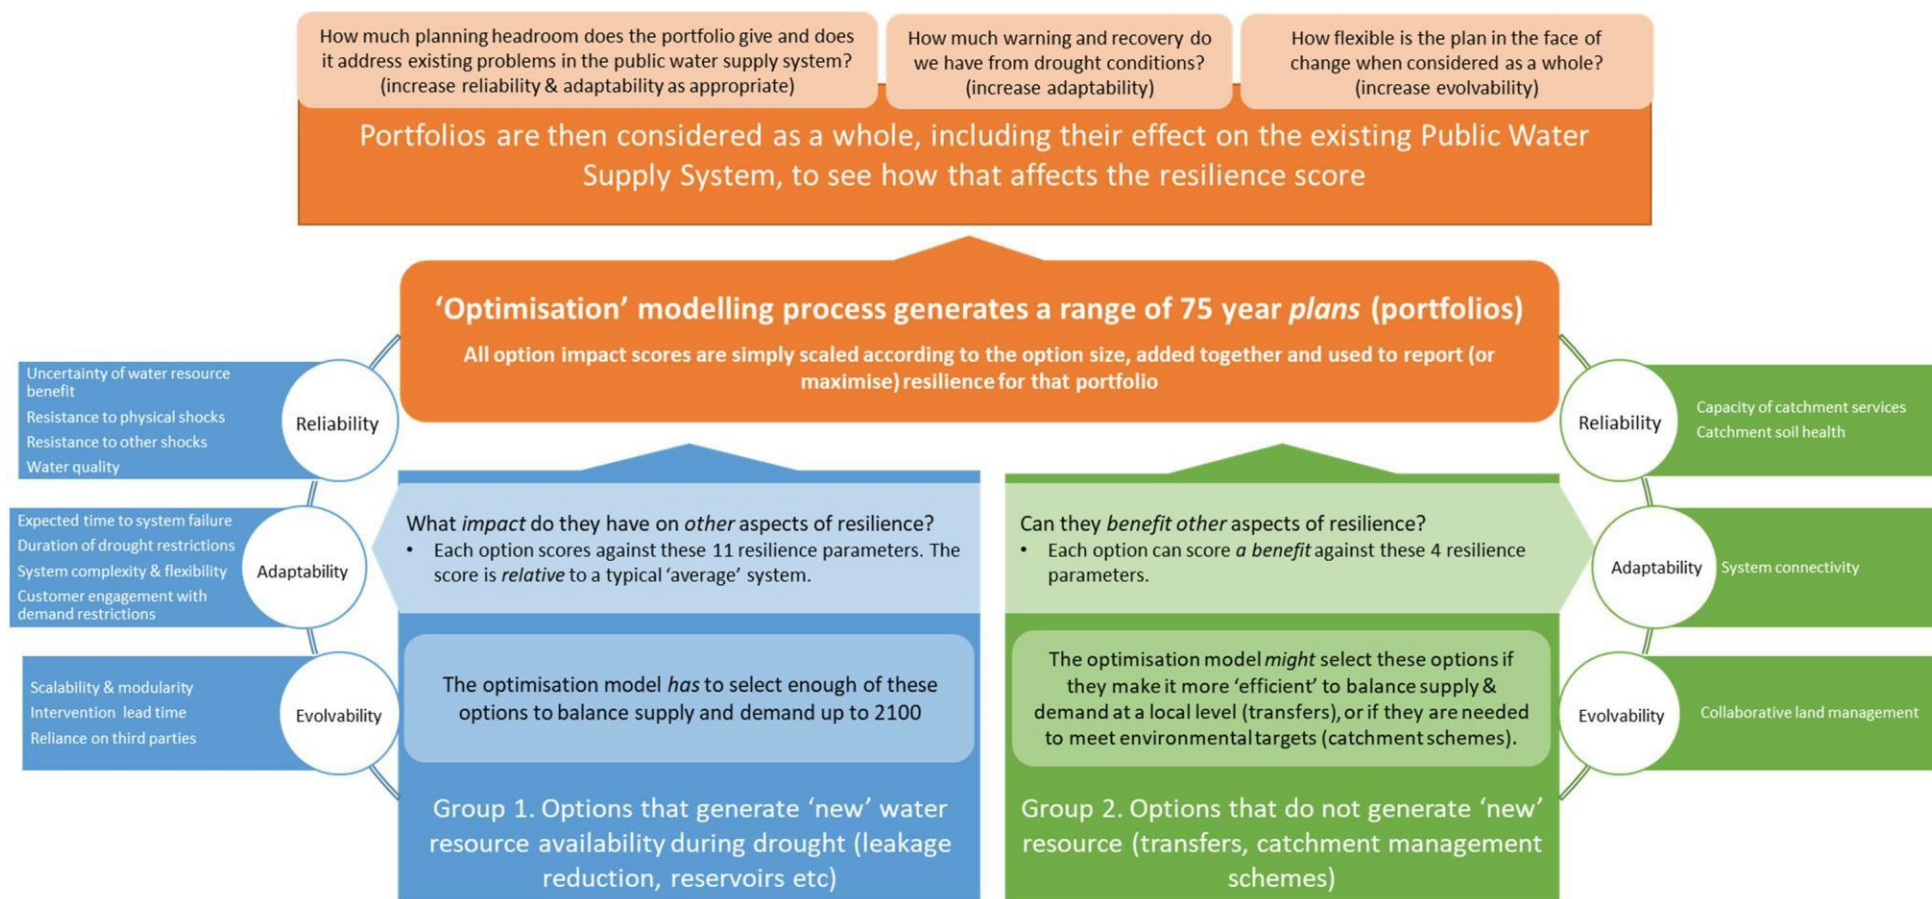 How much planning headroom does the portfolio give and does
it address existing problems in the public water supply system?
(increase reliability & adaptability as appropriate)
How much warning and recovery do
we have from drought conditions?
(increase adaptability)
How flexible is the plan in the face of
change when considered as a whole?
(increase evolvability)
Portfolios are then considered as a whole, including their effect on the existing Public Water
Supply System, to see how that affects the resilience score
‘Optimisation’ modelling process generates a range of 75 year plans (portfolios)
All option impact scores are simply scaled according to the option size, added together and used to report (or
maximise) resilience for that portfolio
Uncertainty of water resource
benefit
Resistance to physical shocks
Resistance to other shocks
Water quality
Reliability
Expected time to system failure
Duration of drought restrictions
System complexity & flexibility
Customer engagement with
demand restrictions
Adaptability
Scalability & modularity
Intervention lead time
Reliance on third parties
Evolvability
What impact do they have on other aspects of resilience?
• Each option scores against these 11 resilience parameters. The
score is relative to a typical ‘average’ system.
The optimisation model has to select enough of these
options to balance supply and demand up to 2100
Group 1. Options that generate ‘new’ water
resource availability during drought (leakage
reduction, reservoirs etc)
Can they benefit other aspects of resilience?
• Each option can score a benefit against these 4 resilience
parameters.
The optimisation model might select these options if
they make it more ‘efficient’ to balance supply &
demand at a local level (transfers), or if they are needed
to meet environmental targets (catchment schemes).
Group 2. Options that do not generate ‘new’
resource (transfers, catchment management
schemes)
Reliability
Capacity of catchment services
Catchment soil health
Adaptability
System connectivity
Evolvability
Collaborative land management